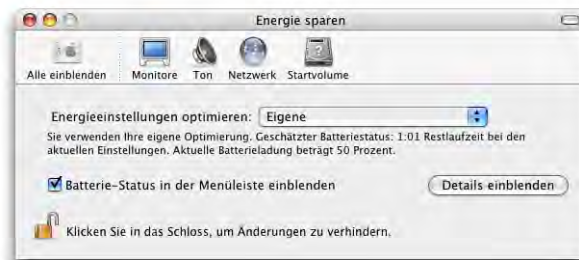 Energie sparen
Alle einblenden Monitore Ton Netzwerk Startvolume
Energieeinstellungen optimieren: Eigene
Sie verwenden Ihre eigene Optimierung. Geschätzter Batteriestatus: 1:01 Restlaufzeit bei den
aktuellen Einstellungen. Aktuelle Batterieladung beträgt 50 Prozent.
Batterie-Status in der Menüleiste einblenden Details einblenden
Klicken Sie in das Schloss, um Änderungen zu verhindern.